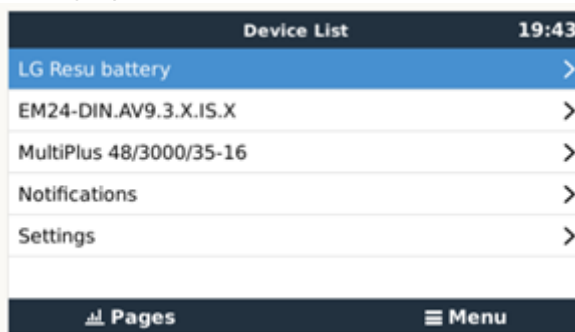 Device List 19:43
LG Resu battery
EM24-DIN.AV9.3.X.IS.X
MultiPlus 48/3000/35-16
Notifications
Settings
Pages Menu